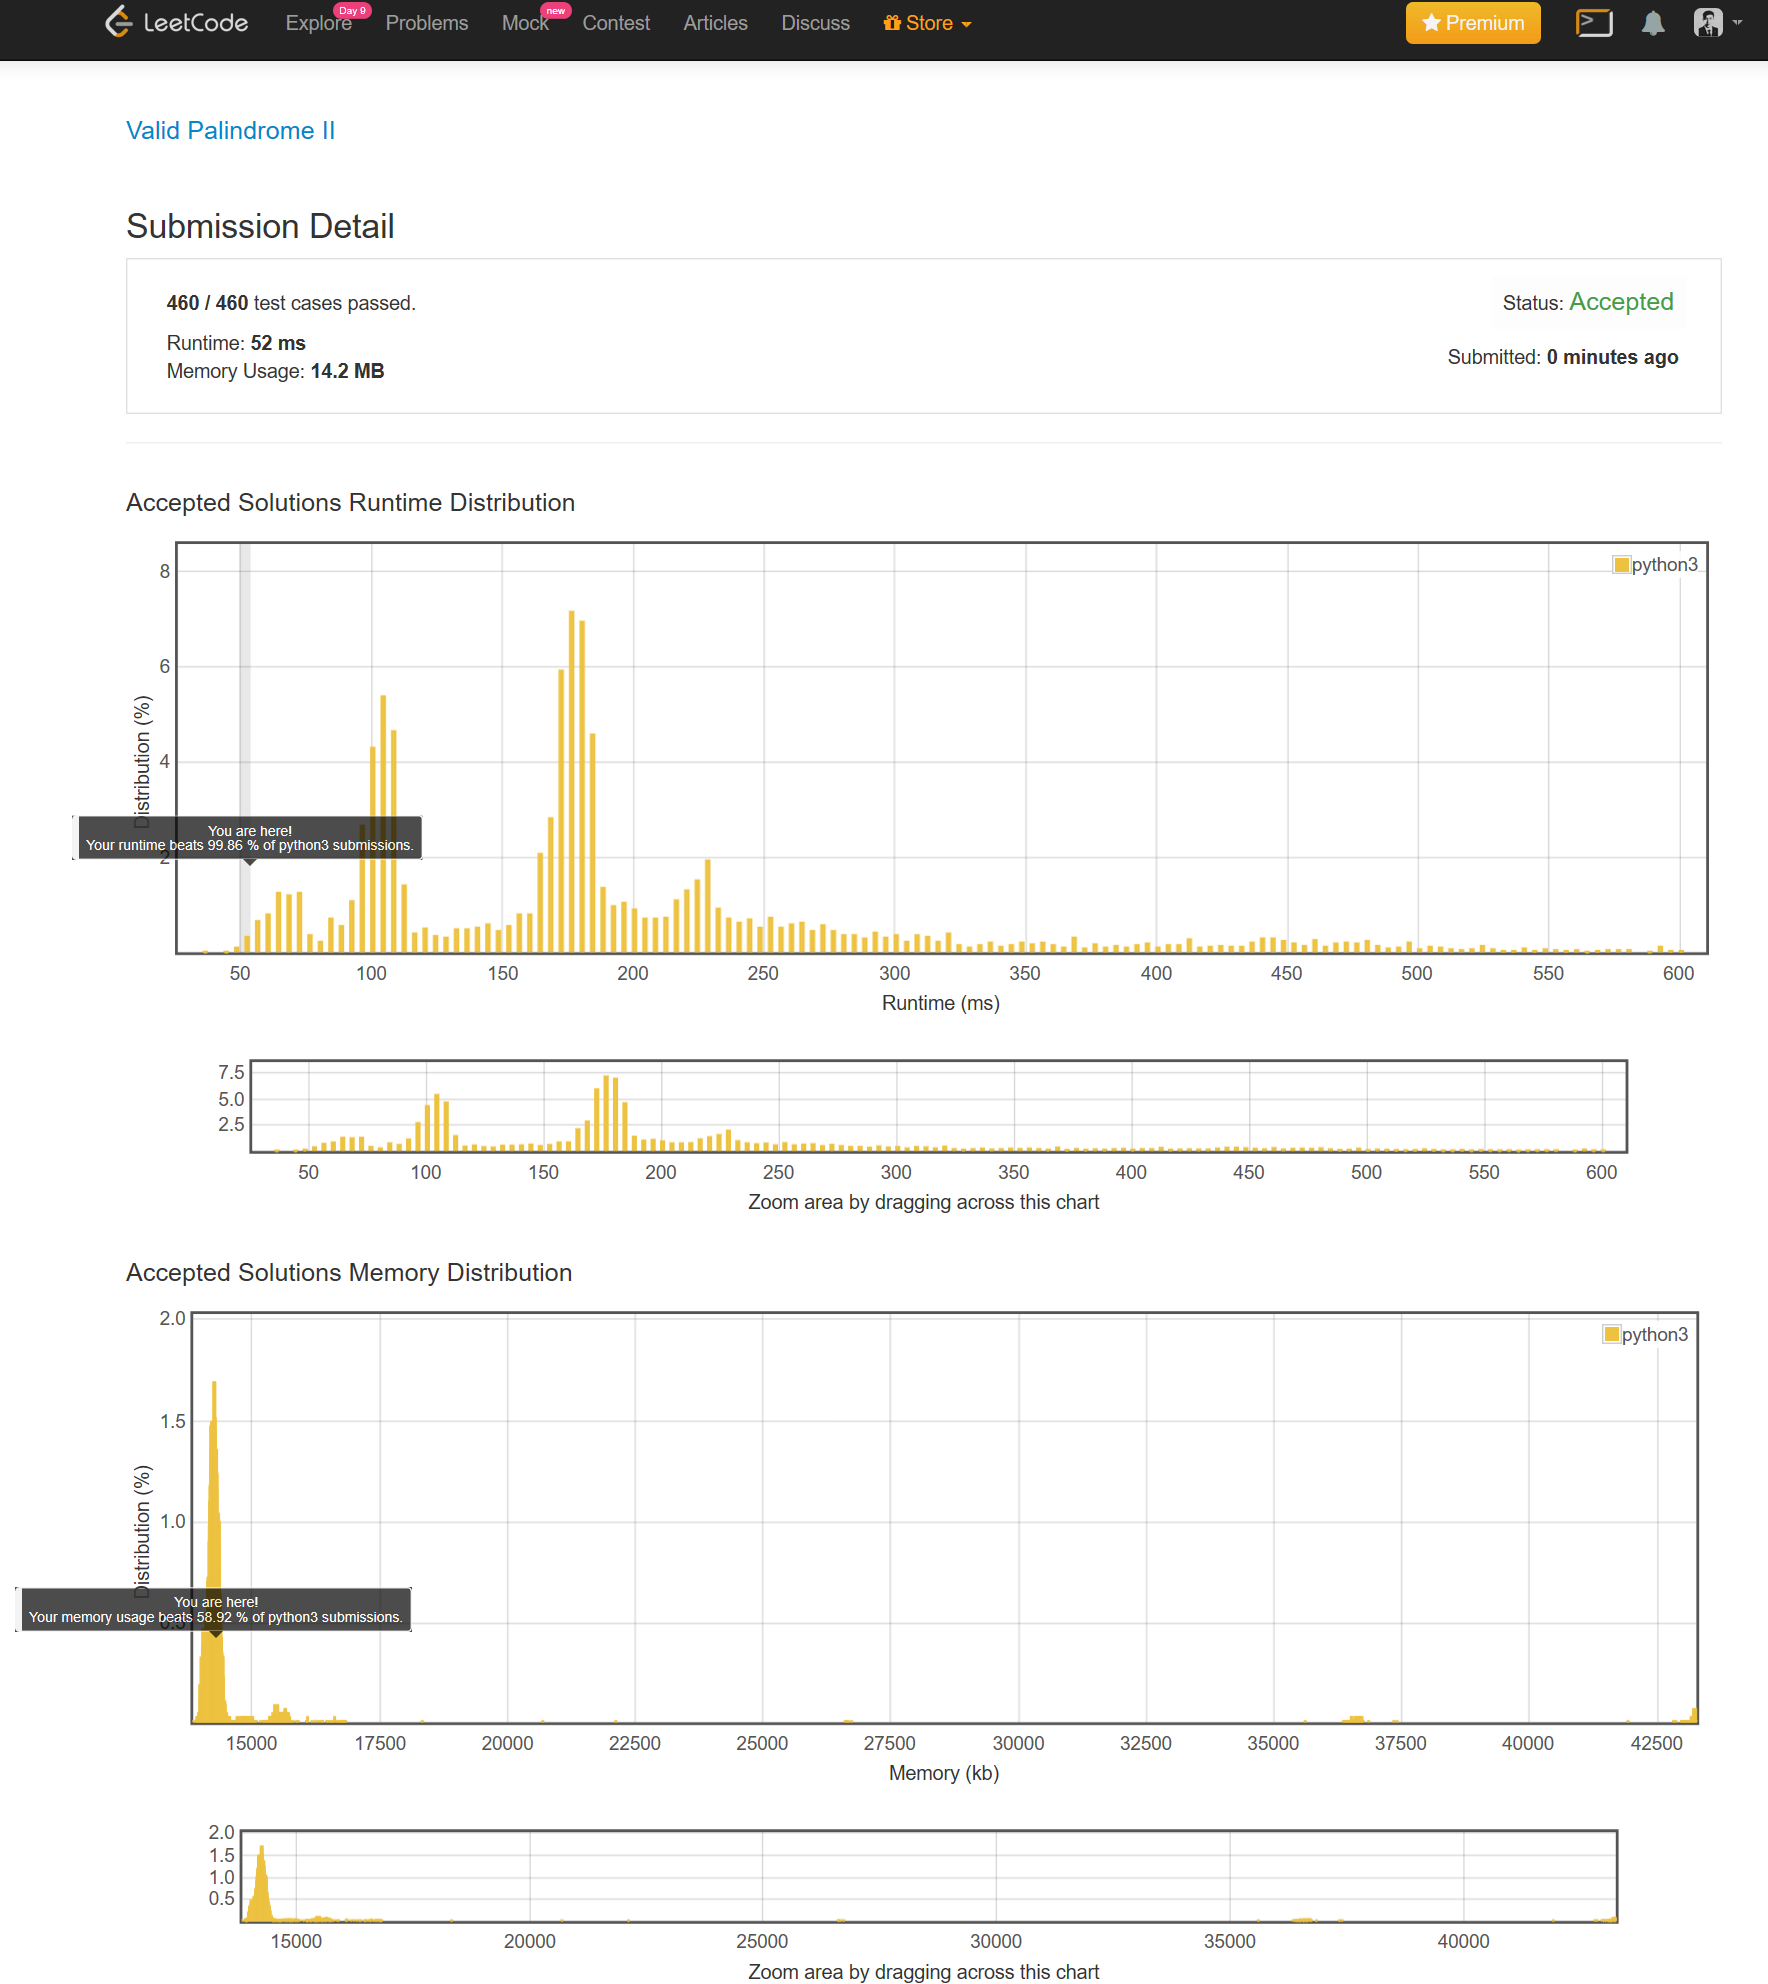 LeetCode Explore Day 9 Problems Mock new Contest Articles Discuss Store Premium
Valid Palindrome II
Submission Detail
460 / 460 test cases passed.
Status: Accepted
Runtime: 52 ms
Submitted: 0 minutes ago
Memory Usage: 14.2 MB
Accepted Solutions Runtime Distribution
python3
8
6
4
2
Distribution (%)
You are here!
Your runtime beats 99.86 % of python3 submissions.
50 100 150 200 250 300 350 400 450 500 550 600
Runtime (ms)
7.5
5.0
2.5
50 100 150 200 250 300 350 400 450 500 550 600
Zoom area by dragging across this chart
Accepted Solutions Memory Distribution
python3
2.0
1.5
1.0
0.5
Distribution (%)
You are here!
Your memory usage beats 58.92 % of python3 submissions.
15000 17500 20000 22500 25000 27500 30000 32500 35000 37500 40000 42500
Memory (kb)
2.0
1.5
1.0
0.5
15000 20000 25000 30000 35000 40000
Zoom area by dragging across this chart